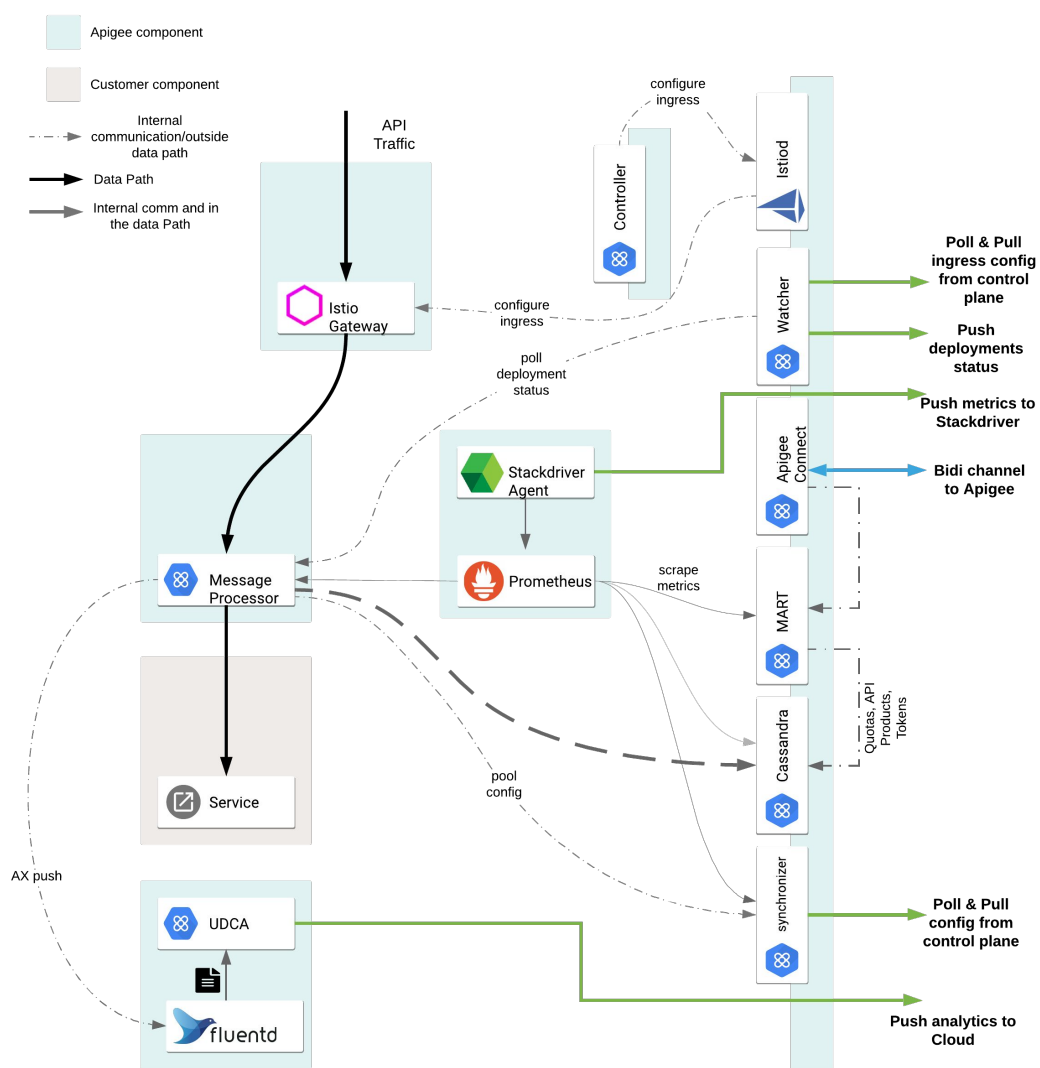 Apigee component
Customer component
Internal
communication/outside
data path
Data Path
Internal comm and in
the data Path
API
Traffic
configure
ingress
Istiod
Controller
Istio
Gateway
configure
ingress
Watcher
Poll & Pull
ingress config
from control
plane
Push
deployments
status
poll
deployment
status
Push metrics to
Stackdriver
Stackdriver
Agent
Apigee
Connect
Bidi channel
to Apigee
Message
Processor
Prometheus
scrape
metrics
MART
Quotas, API
Products,
Tokens
Cassandra
Service
pool
config
AX push
synchronizer
Poll & Pull
config from
control plane
UDCA
fluentd
Push analytics to
Cloud